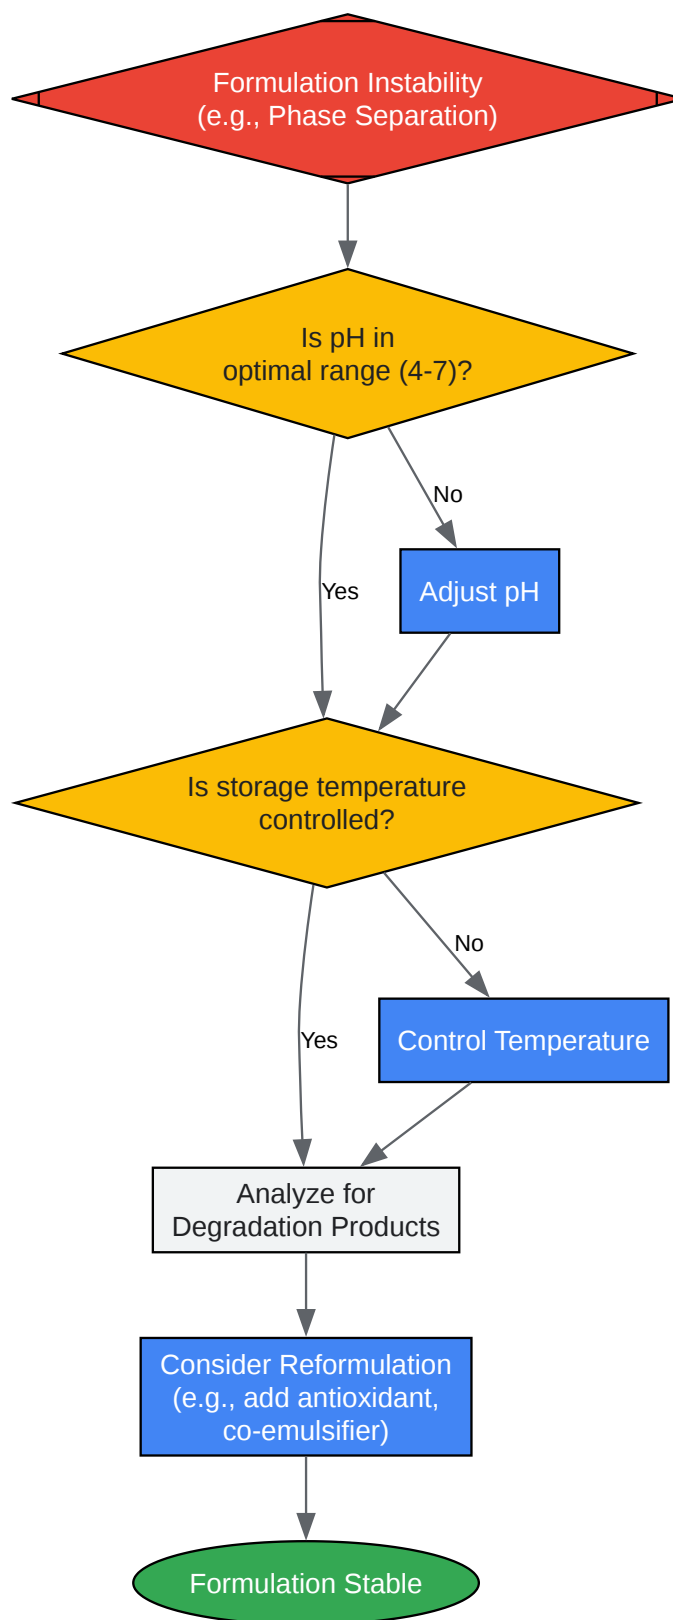 Formulation Instability
(e.g., Phase Separation)
Is pH in
optimal range (4-7)?
No
Yes
Adjust pH
Is storage temperature
controlled?
No
Yes
Control Temperature
Analyze for
Degradation Products
Consider Reformulation
(e.g., add antioxidant,
co-emulsifier)
Formulation Stable